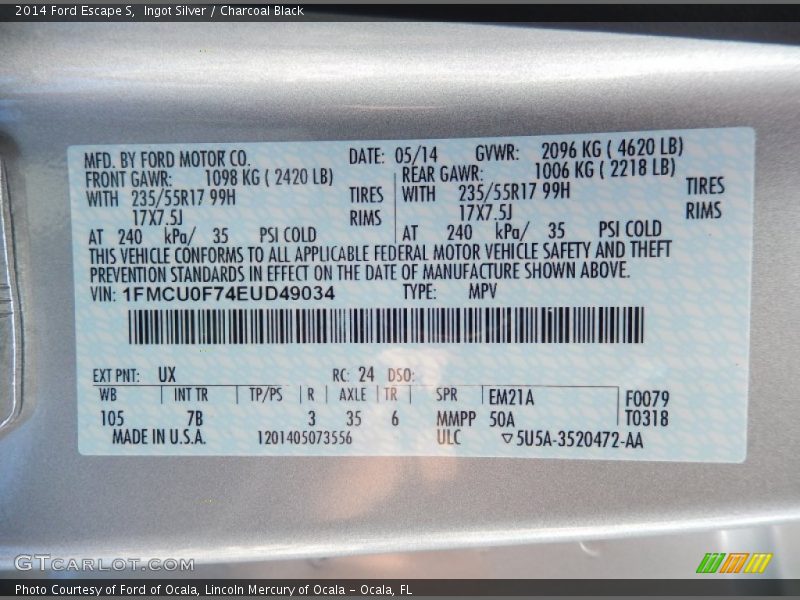 2014 Ford Escape S,  Ingot Silver / Charcoal Black
MFD. BY FORD MOTOR CO. DATE: 05/14 GVWR: 2096 KG ( 4620 LB)
FRONT GAWR: 1098 KG ( 2420 LB) REAR GAWR: 1006 KG ( 2218 LB)
WITH 235/55R17 99H TIRES WITH 235/55R17 99H TIRES
17X7.5J RIMS 17X7.5J RIMS
AT 240 kPa/ 35 PSI COLD AT 240 kPa/ 35 PSI COLD
THIS VEHICLE CONFORMS TO ALL APPLICABLE FEDERAL MOTOR VEHICLE SAFETY AND THEFT
PREVENTION STANDARDS IN EFFECT ON THE DATE OF MANUFACTURE SHOWN ABOVE.
VIN: 1FMCU0F74EUD49034 TYPE: MPV
EXT PNT: UX RC: 24 DSO:
WB INT TR TP/PS R AXLE TR SPR EM21A F0079
105 7B 3 35 6 MMPP 50A T0318
MADE IN U.S.A. 1201405073556 ULC ▽5U5A-3520472-AA
GTCARLOT.COM
Photo Courtesy of Ford of Ocala, Lincoln Mercury of Ocala - Ocala, FL